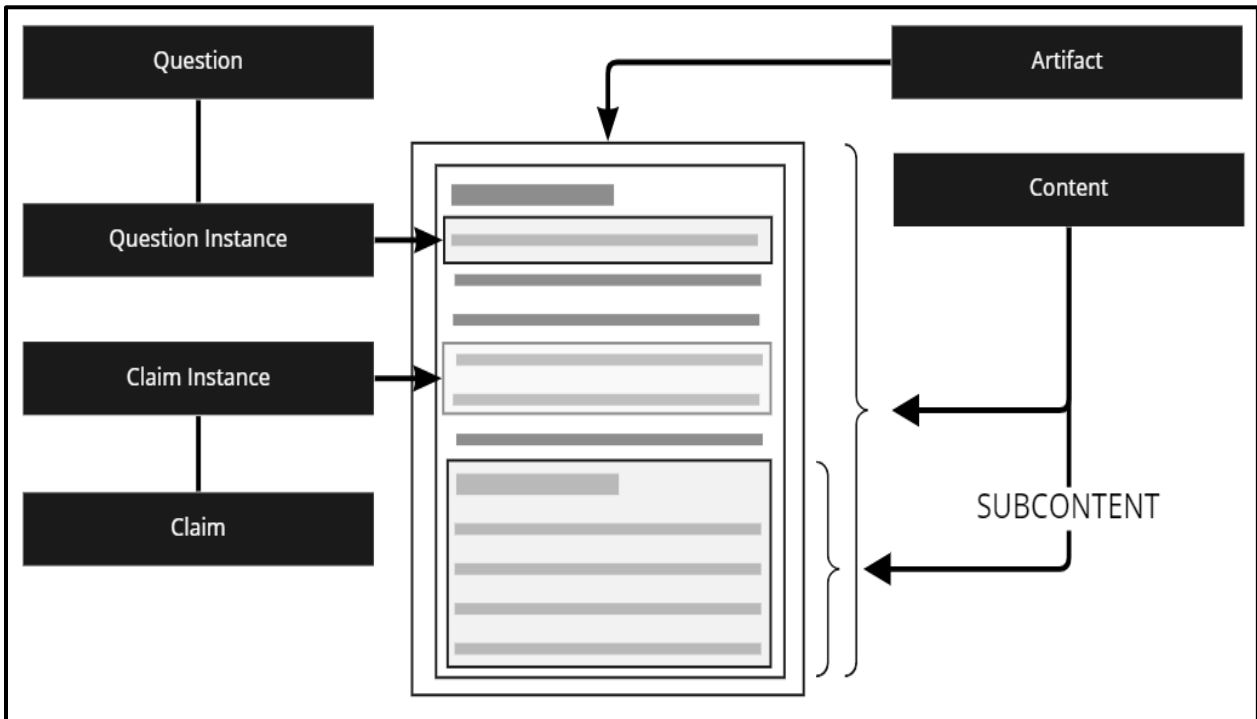 Question
Artifact
Content
Question Instance
Claim Instance
SUBCONTENT
Claim